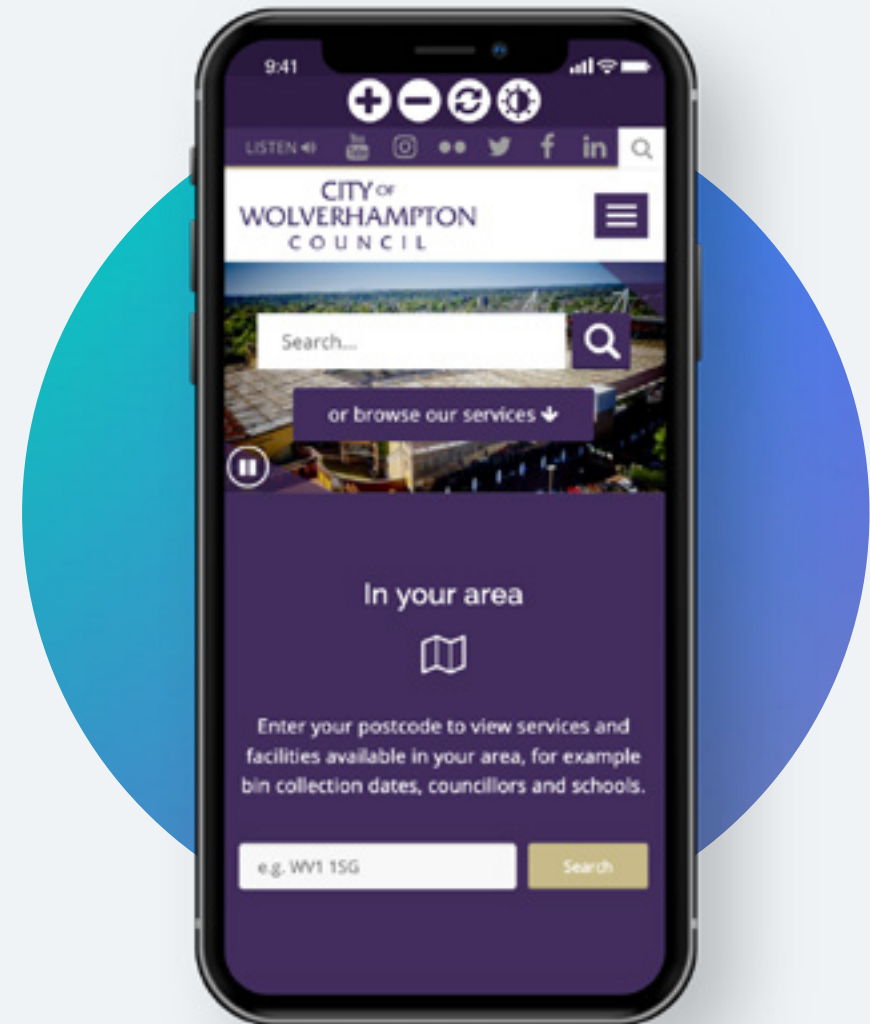 9:41
LISTEN
You
Tube
in
CITY OF
WOLVERHAMPTON
COUNCIL
Search...
or browse our services
In your area
Enter your postcode to view services and
facilities available in your area, for example
bin collection dates, councillors and schools.
e.g. WV1 1SG
Search